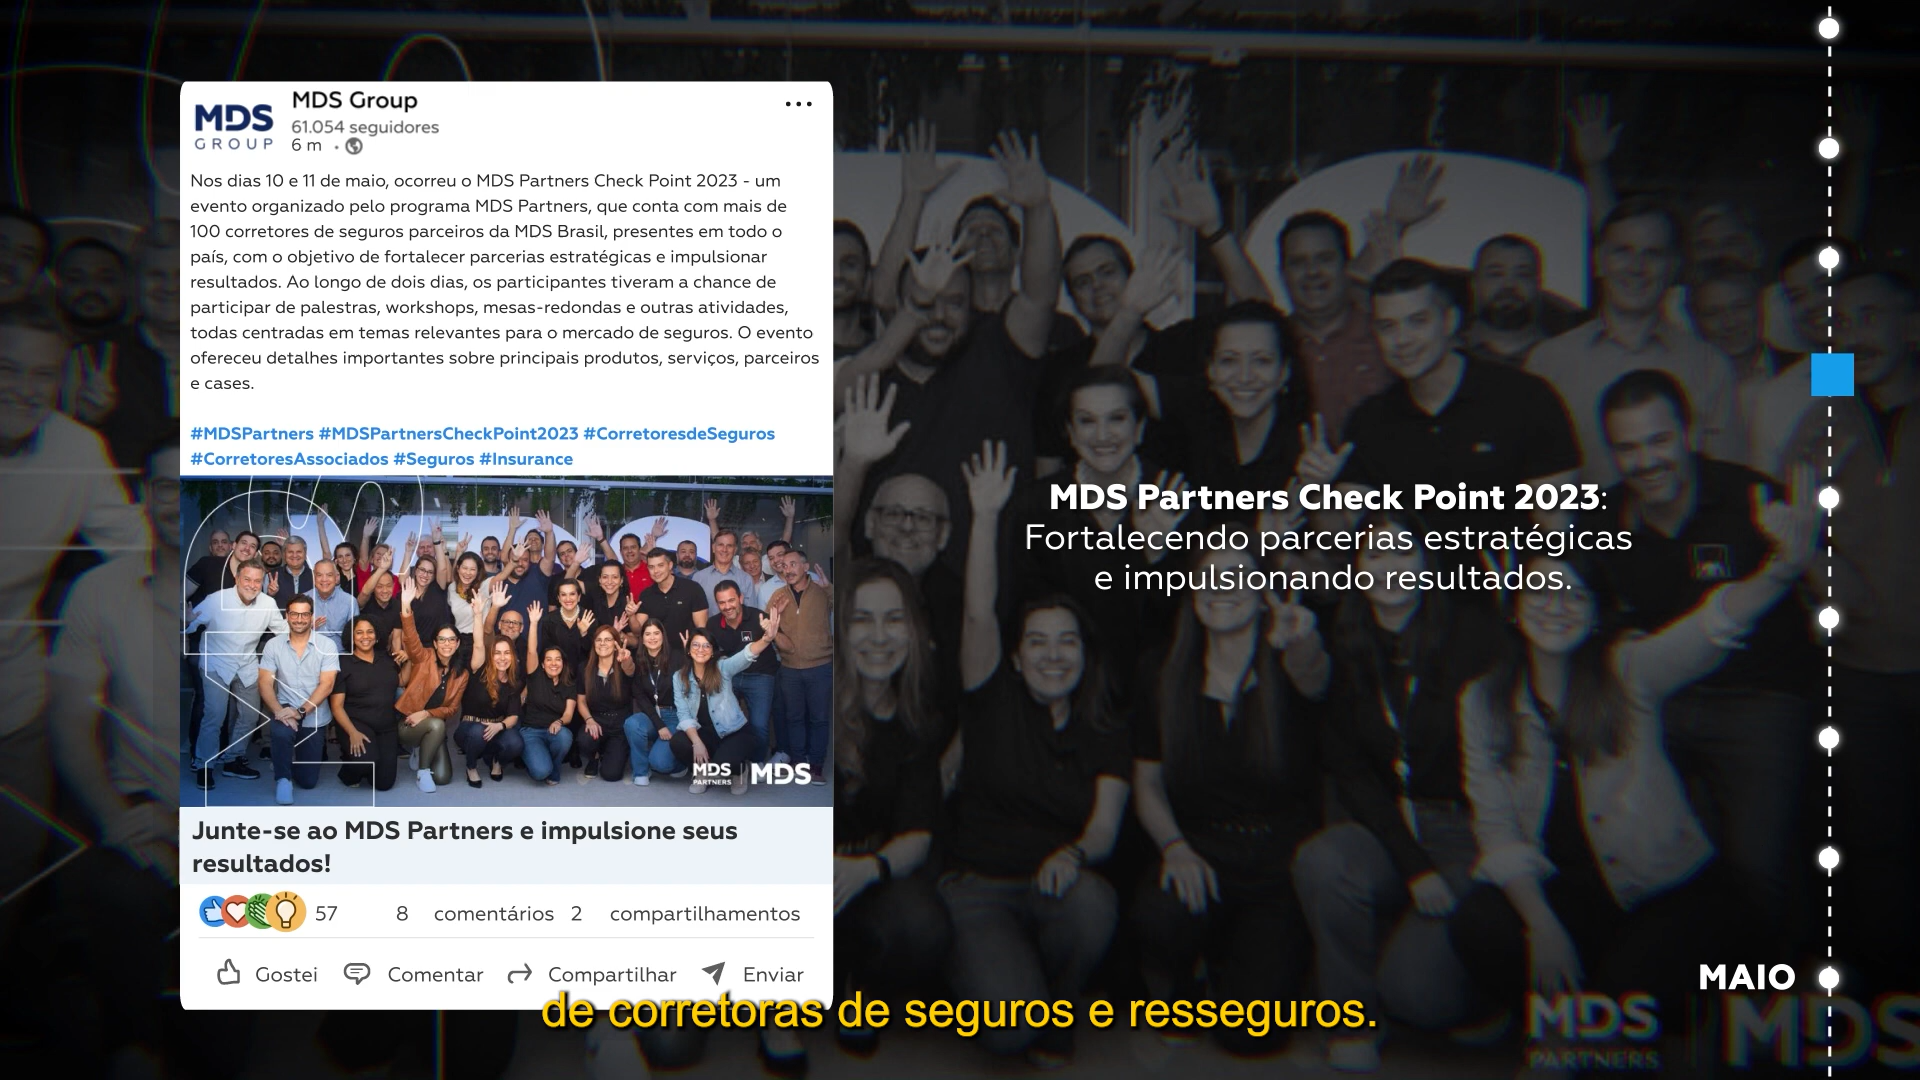 MDS
GROUP
MDS Group
61.054 seguidores
6 m .
Nos dias 10 e 11 de maio, ocorreu o MDS Partners Check Point 2023 - um
evento organizado pelo programa MDS Partners, que conta com mais de
100 corretores de seguros parceiros da MDS Brasil, presentes em todo o
país, com o objetivo de fortalecer parcerias estratégicas e impulsionar
resultados. Ao longo de dois dias, os participantes tiveram a chance de
participar de palestras, workshops, mesas-redondas e outras atividades,
todas centradas em temas relevantes para o mercado de seguros. O evento
ofereceu detalhes importantes sobre principais produtos, serviços, parceiros
e cases.
#MDSPartners #MDSPartnersCheckPoint2023 #CorretoresdeSeguros
#CorretoresAssociados #Seguros #Insurance
MDS
PARTNERS
MDS
Junte-se ao MDS Partners e impulsione seus
resultados!
57 8 comentários 2 compartilhamentos
Gostei Comentar Compartilhar Enviar
MDS Partners Check Point 2023:
Fortalecendo parcerias estratégicas
e impulsionando resultados.
MAIO
MDS
PARTNERS
MDS
de corretoras de seguros e resseguros.